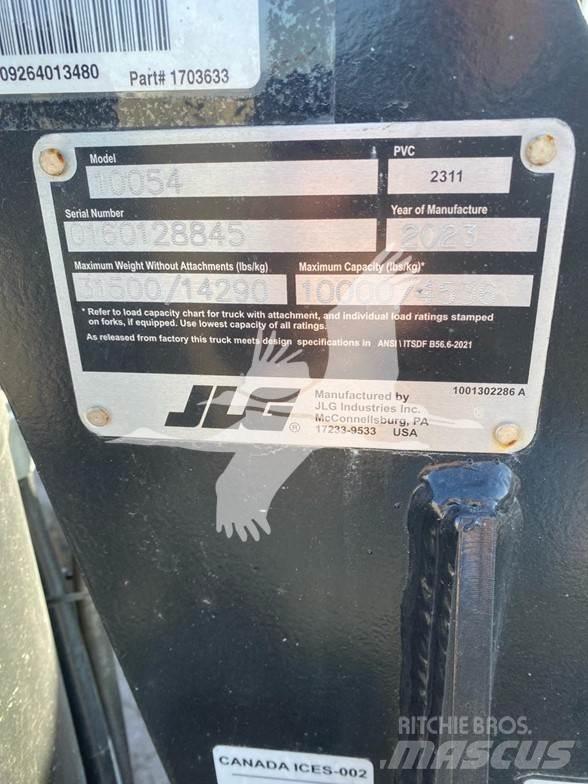 09264013480 Part# 1703633
Model
10054
PVC
2311
Serial Number
0160128845
Year of Manufacture
2023
Maximum Weight Without Attachments (lbs/kg)
31500/14290
Maximum Capacity (lbs/kg)*
* Refer to load capacity chart for truck with attachment, and individual load ratings stamped
on forks, if equipped. Use lowest capacity of all ratings.
As released from factory this truck meets design specifications in ANSI \ ITSDF B56.6-2021
JLG®
Manufactured by
JLG Industries Inc.
McConnellsburg, PA
17233-9533 USA
1001302286 A
®
RITCHIE BROS.
MASCUS
CANADA ICES-002